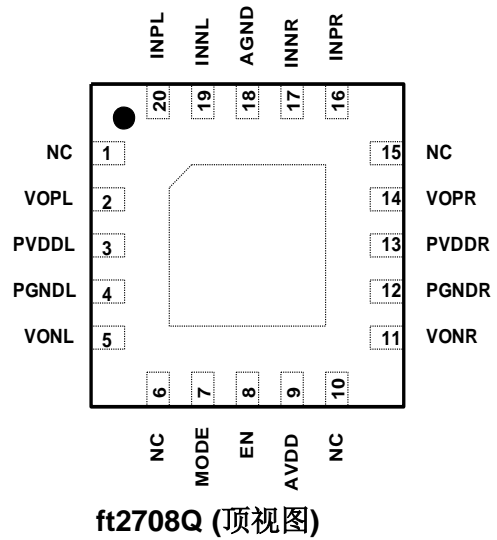 INPL INNL AGND INNR INPR
20 19 18 17 16
NC 1 15 NC
VOPL 2 14 VOPR
PVDDL 3 13 PVDDR
PGNDL 4 12 PGNDR
VONL 5 11 VONR
6 7 8 9 10
NC MODE EN AVDD NC
ft2708Q (顶视图)